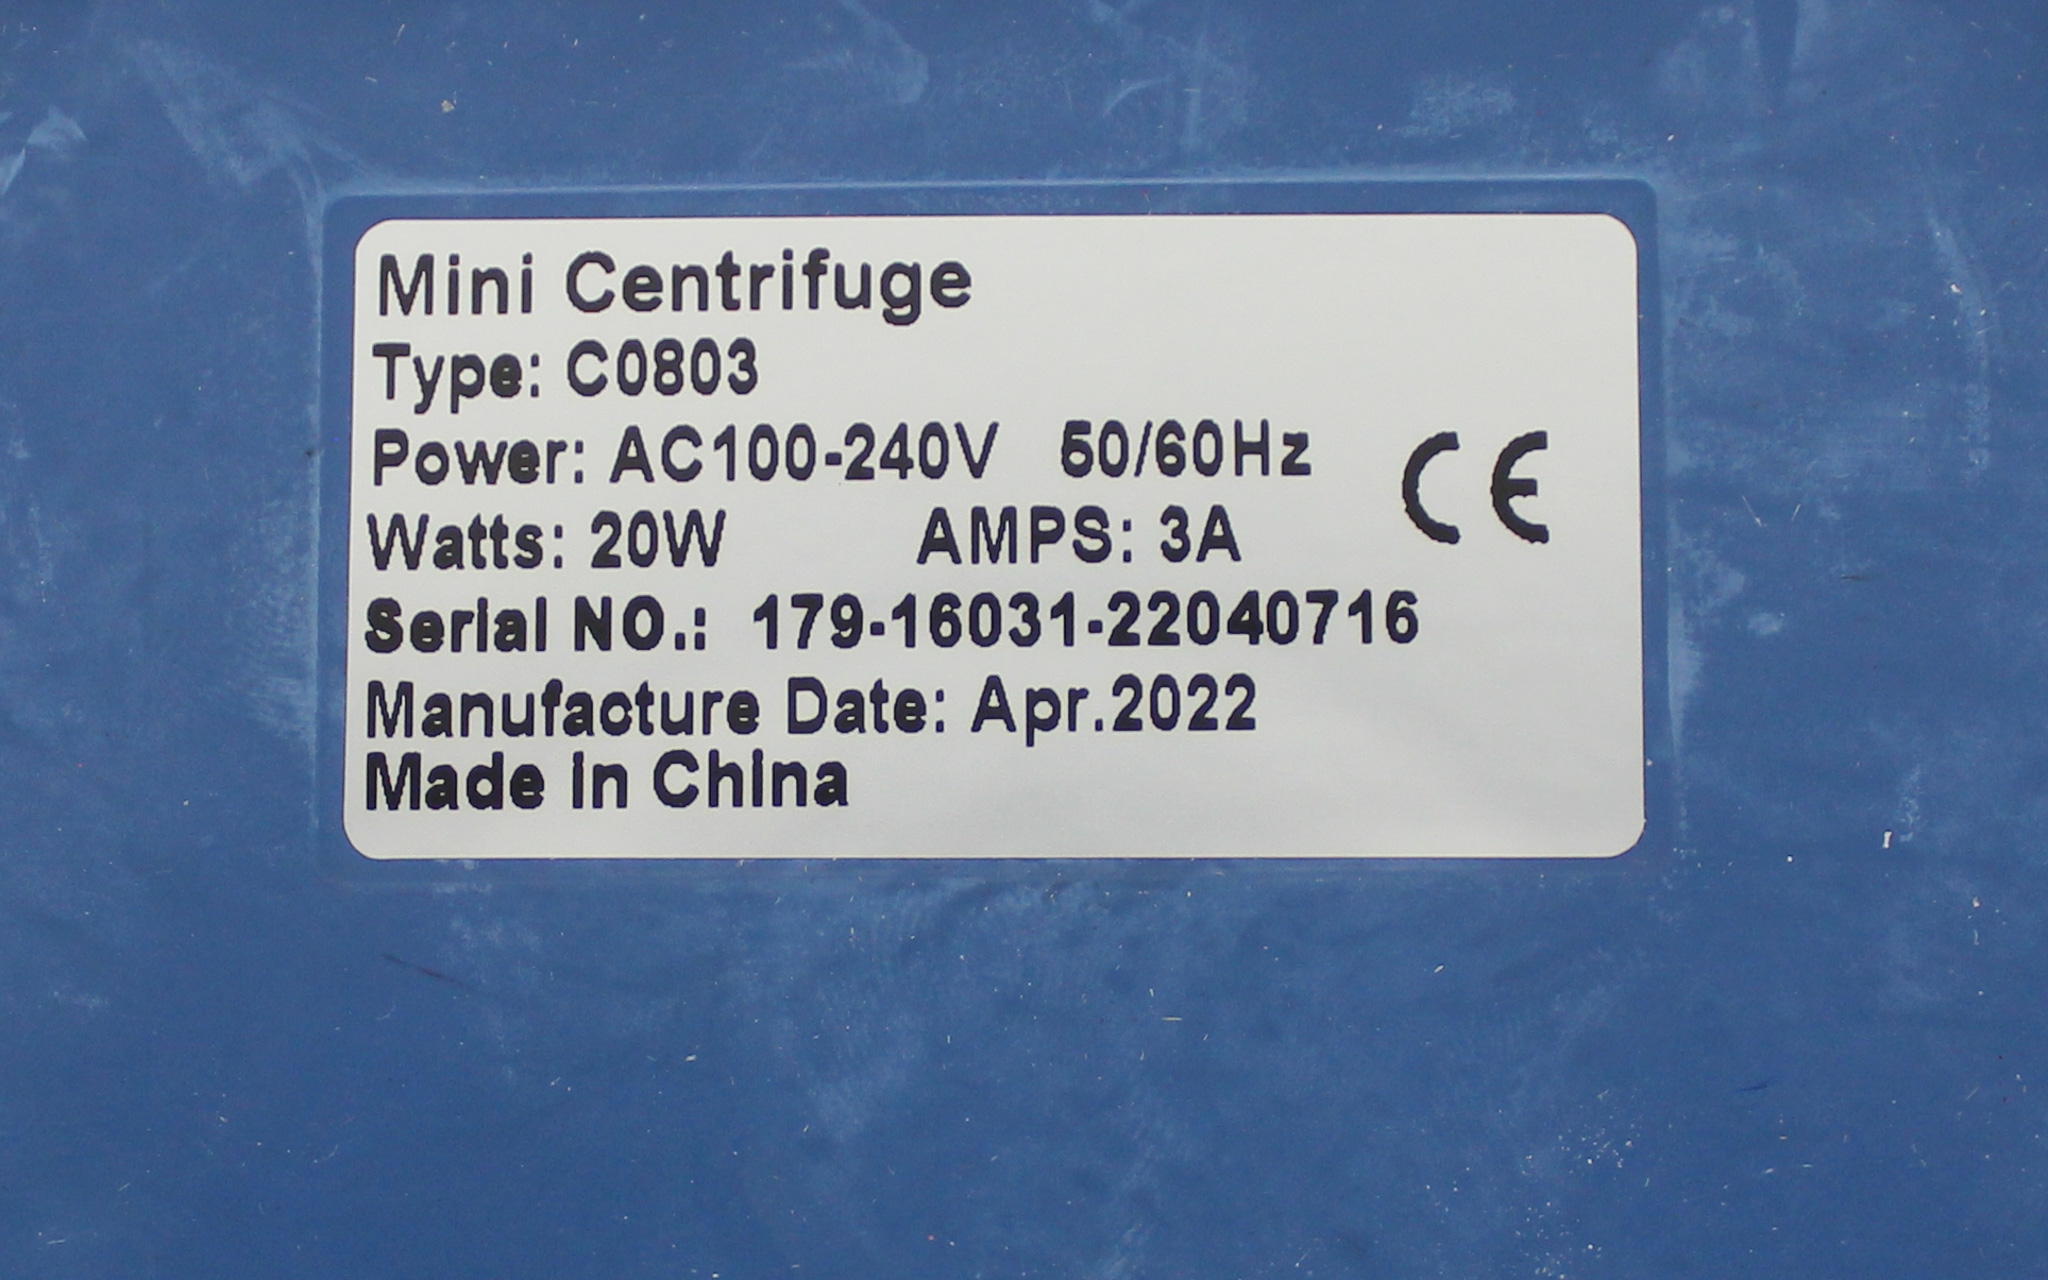 Mini Centrifuge
Type: C0803
Power: AC100-240V 50/60Hz
Watts: 20W AMPS: 3A
CE
Serial NO.: 179-16031-22040716
Manufacture Date: Apr.2022
Made in China